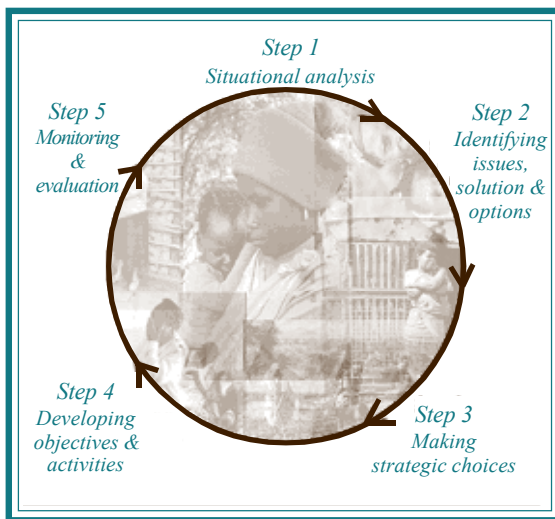 Step 1
Situational analysis
Step 2
Identifying
issues,
solution &
options
Step 3
Making
strategic choices
Step 4
Developing
objectives &
activities
Step 5
Monitoring
&
evaluation